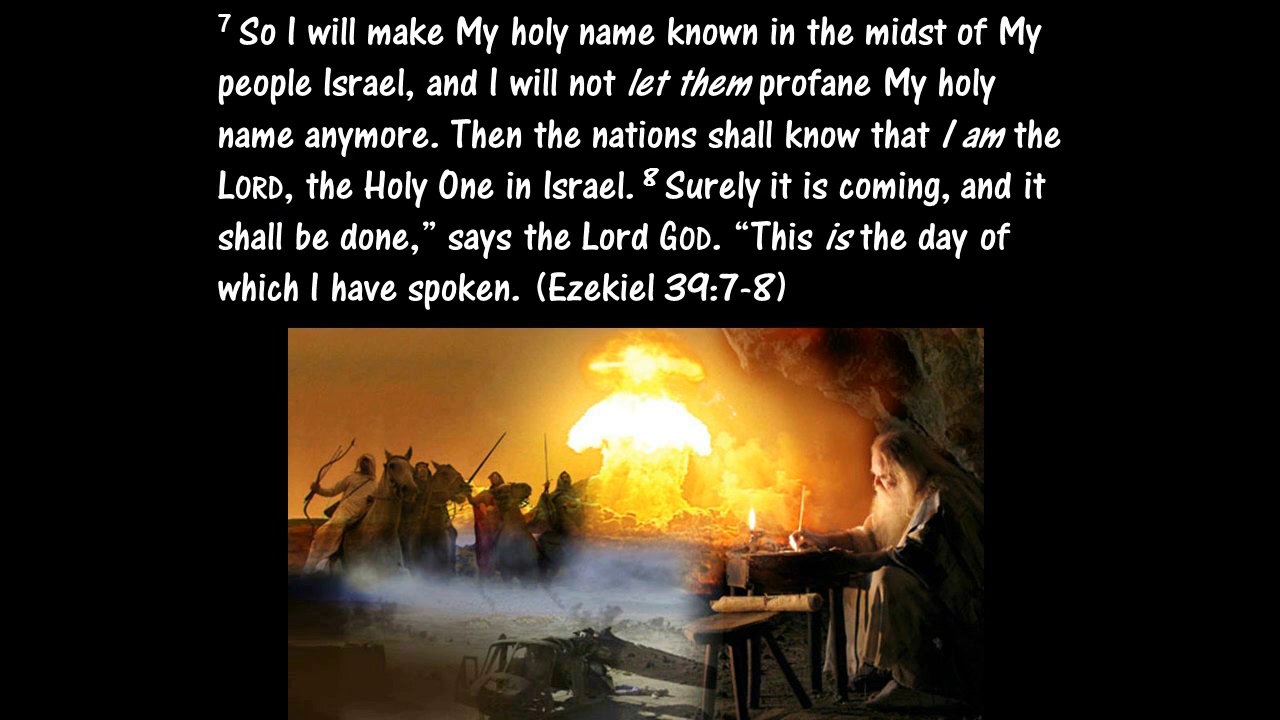 7 So I will make My holy name known in the midst of My
people Israel, and I will not let them profane My holy
name anymore. Then the nations shall know that I am the
LORD, the Holy One in Israel. 8 Surely it is coming, and it
shall be done,” says the Lord GOD. “This is the day of
which I have spoken. (Ezekiel 39:7-8)